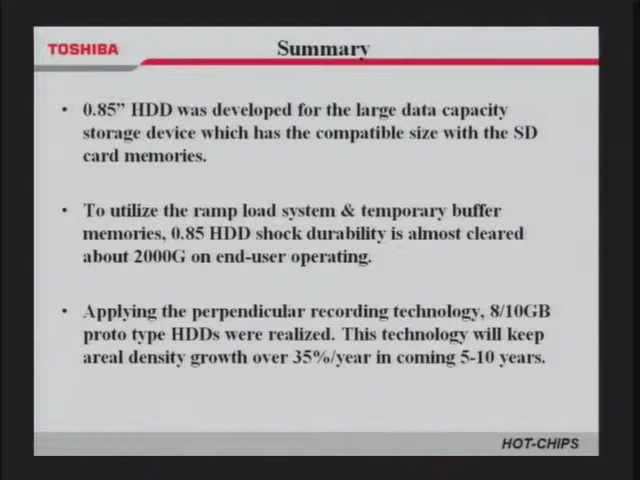 TOSHIBA
Summary
• 0.85” HDD was developed for the large data capacity
storage device which has the compatible size with the SD
card memories.
• To utilize the ramp load system & temporary buffer
memories, 0.85 HDD shock durability is almost cleared
about 2000G on end-user operating.
• Applying the perpendicular recording technology, 8/10GB
proto type HDDs were realized. This technology will keep
areal density growth over 35%/year in coming 5-10 years.
HOT-CHIPS